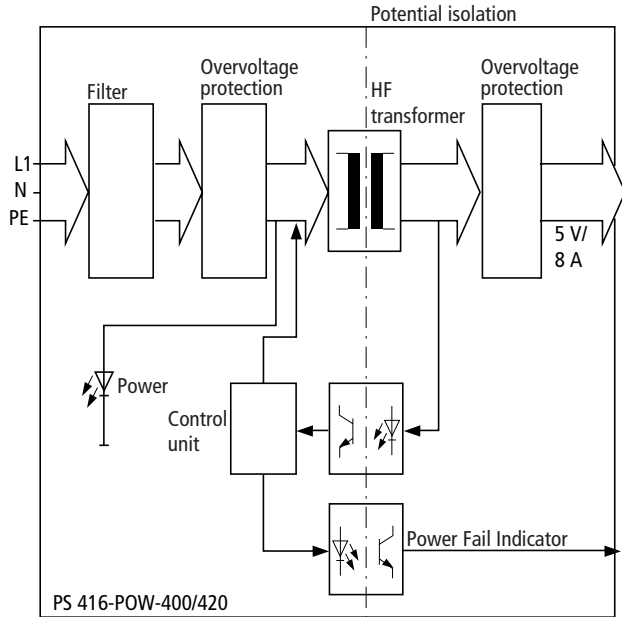 Potential isolation
Overvoltage
protection
Overvoltage
protection
Filter
HF
transformer
L1
N
PE
5 V/
8 A
Power
Control
unit
Power Fail Indicator
PS 416-POW-400/420